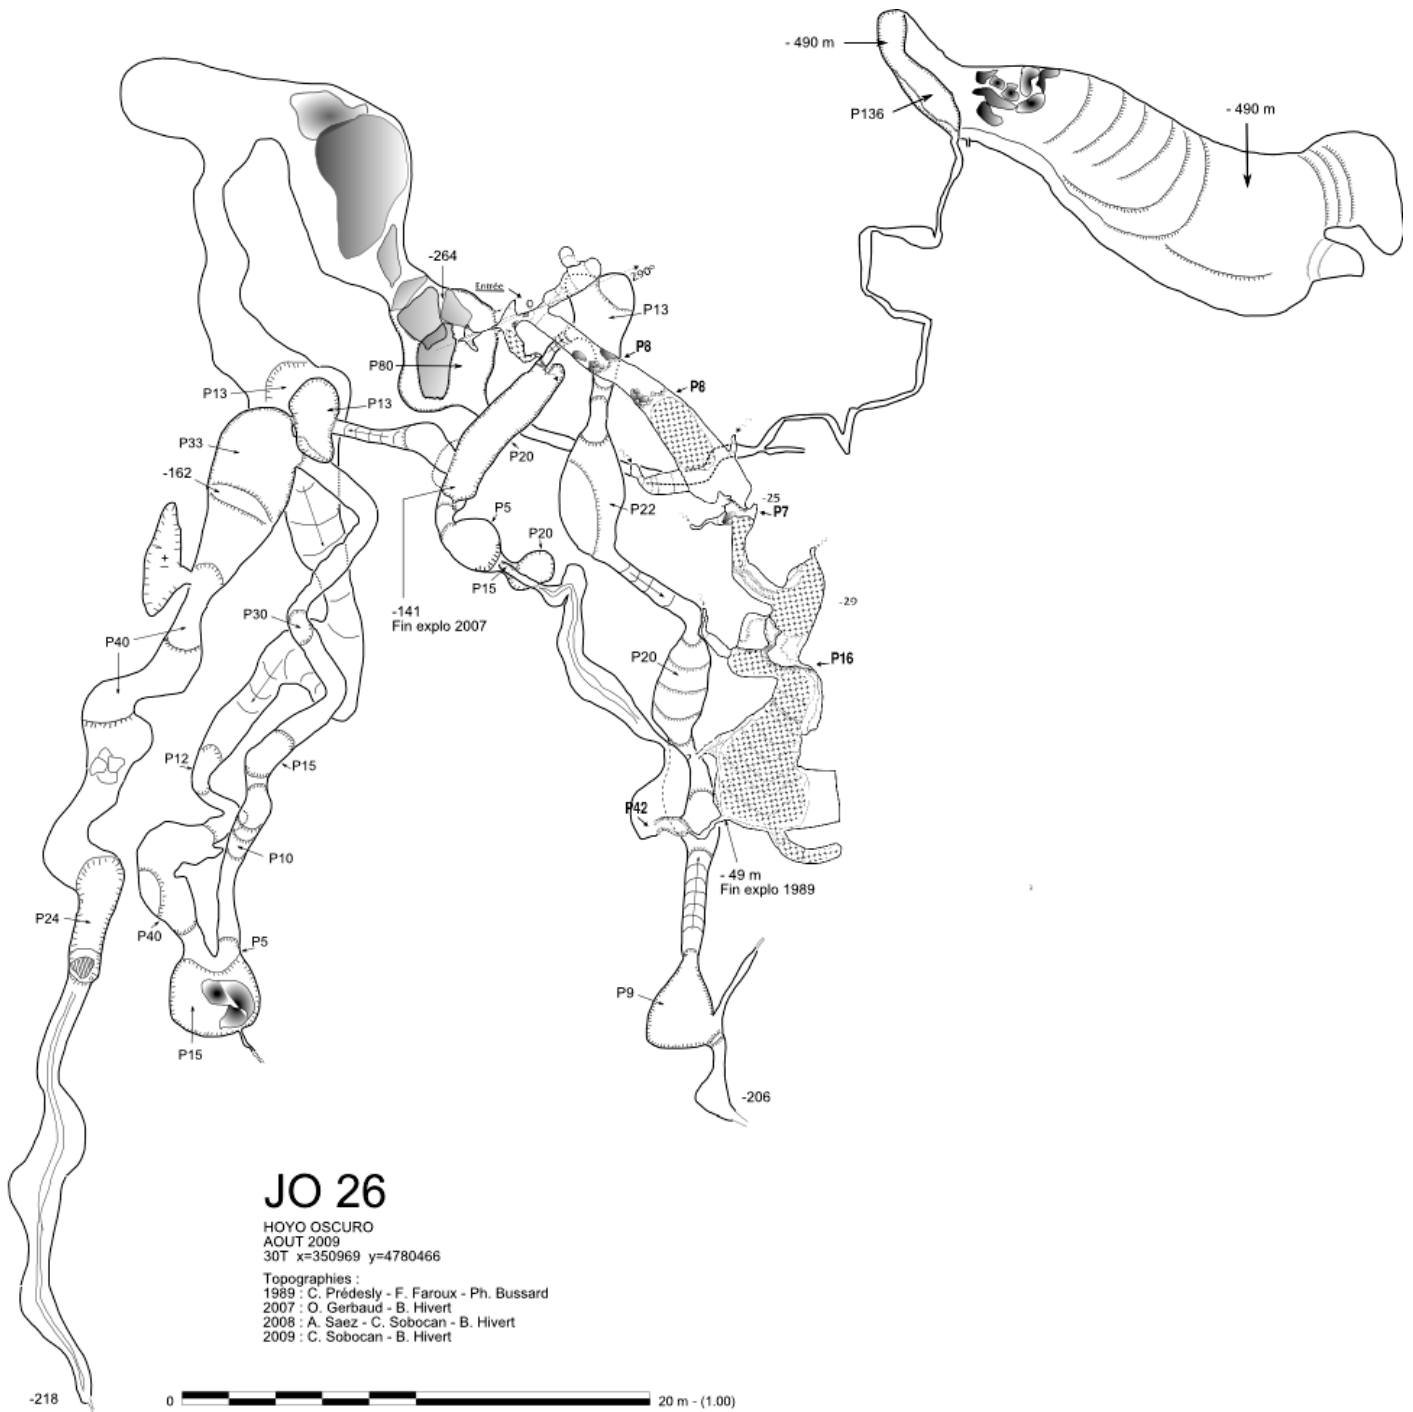 - 490 m
P136
- 490 m
-264
Entrée
0
290°
P13
P8
P80
P8
P13
P13
P33
-162
P20
-25
P7
P22
P5
P20
P15
-29
-141
Fin explo 2007
P30
P40
P20
P16
P12
P15
P42
P10
- 49 m
Fin explo 1989
P24
P40
P5
P9
P15
-206
JO 26
HOYO OSCURO
AOUT 2009
30T x=350969 y=4780466
Topographies :
1989 : C. Prédesly - F. Faroux - Ph. Bussard
2007 : O. Gerbaud - B. Hivert
2008 : A. Saez - C. Sobocan - B. Hivert
2009 : C. Sobocan - B. Hivert
-218
0
20 m - (1.00)